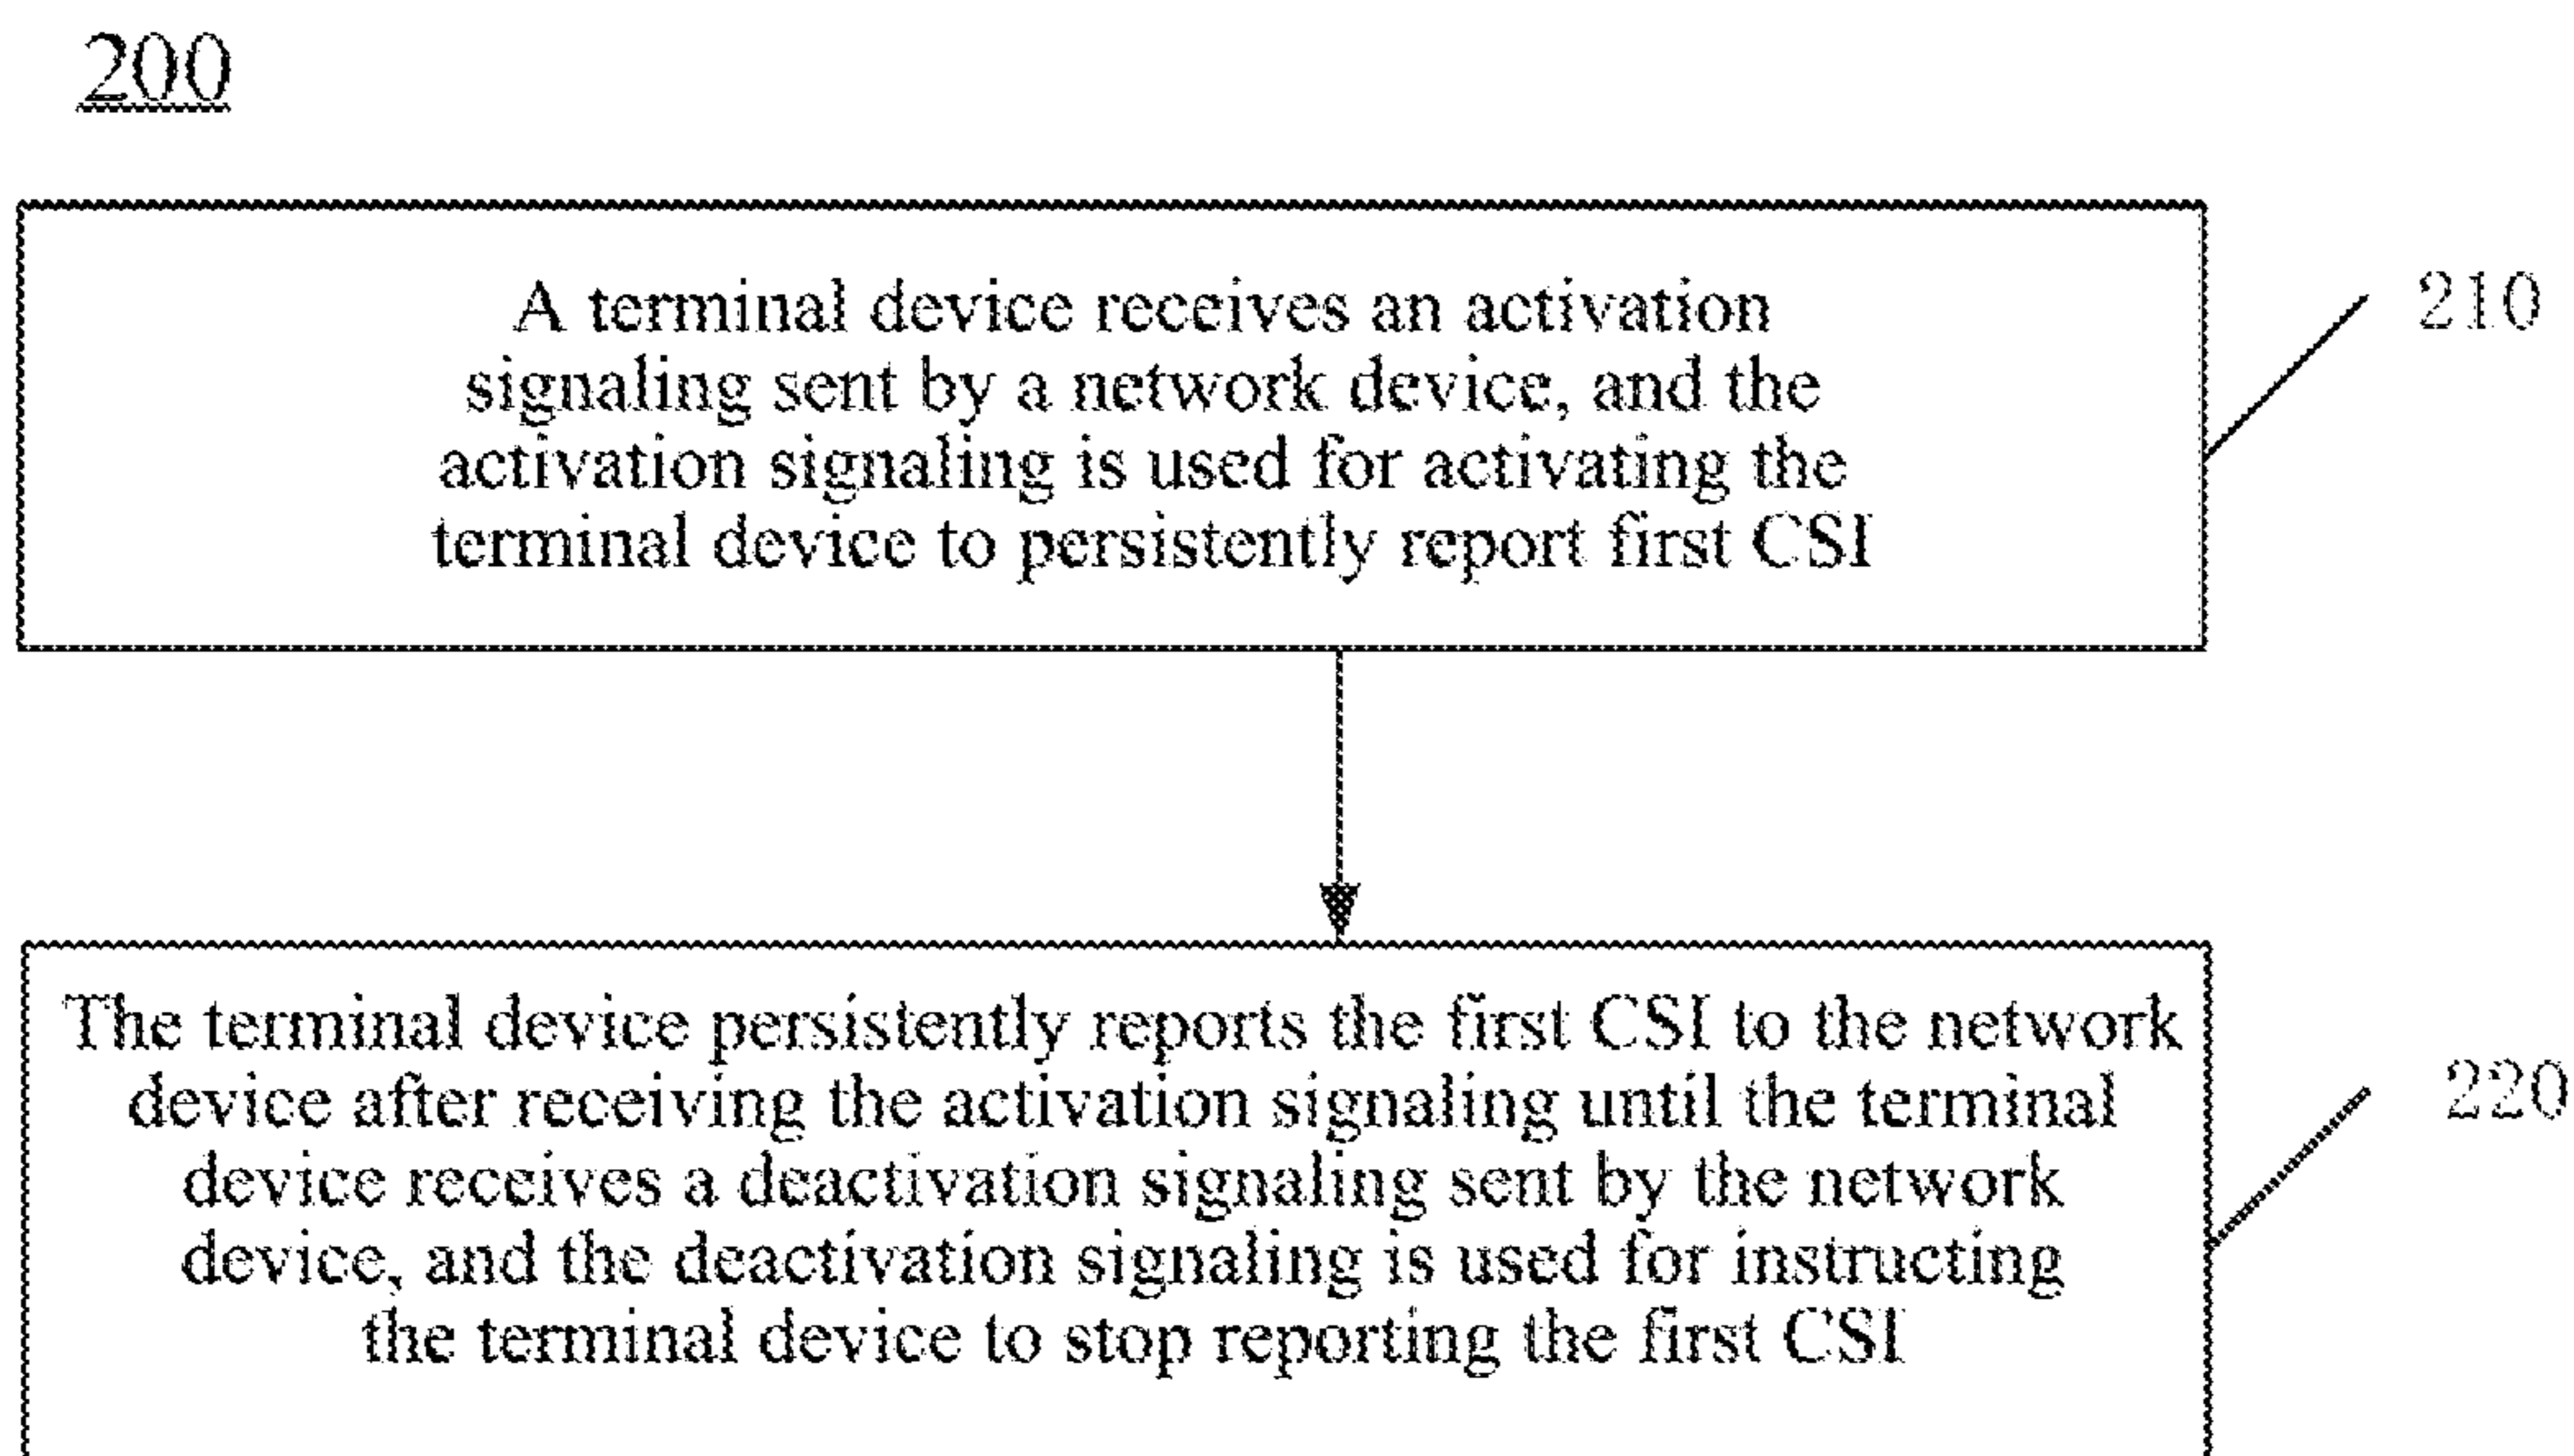 200
A terminal device receives an activation
signaling sent by a network device, and the
activation signaling is used for activating the
terminal device to persistently report first CSI
210
The terminal device persistently reports the first CSI to the network
device after receiving the activation signaling until the terminal
device receives a deactivation signaling sent by the network
device, and the deactivation signaling is used for instructing
the terminal device to stop reporting the first CSI
220